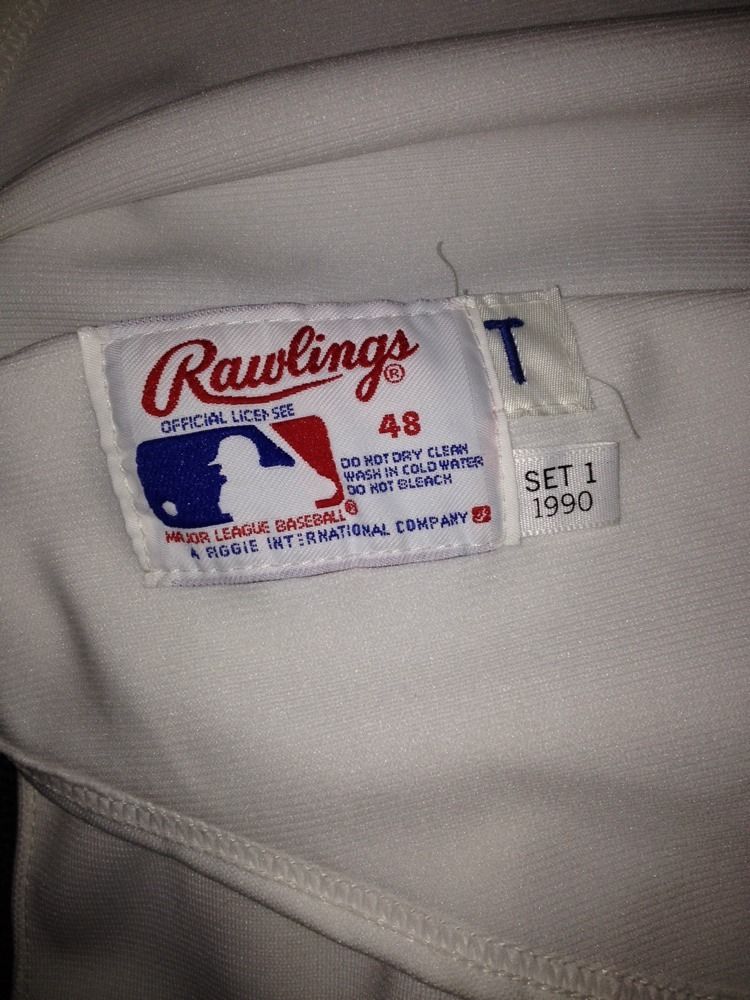 Rawlings®
OFFICIAL LICENSEE
48
DO NOT DRY CLEAN
WASH IN COLD WATER
DO NOT BLEACH
MAJOR LEAGUE BASEBALL®
A FIGGIE INTERNATIONAL COMPANY
T
SET 1
1990